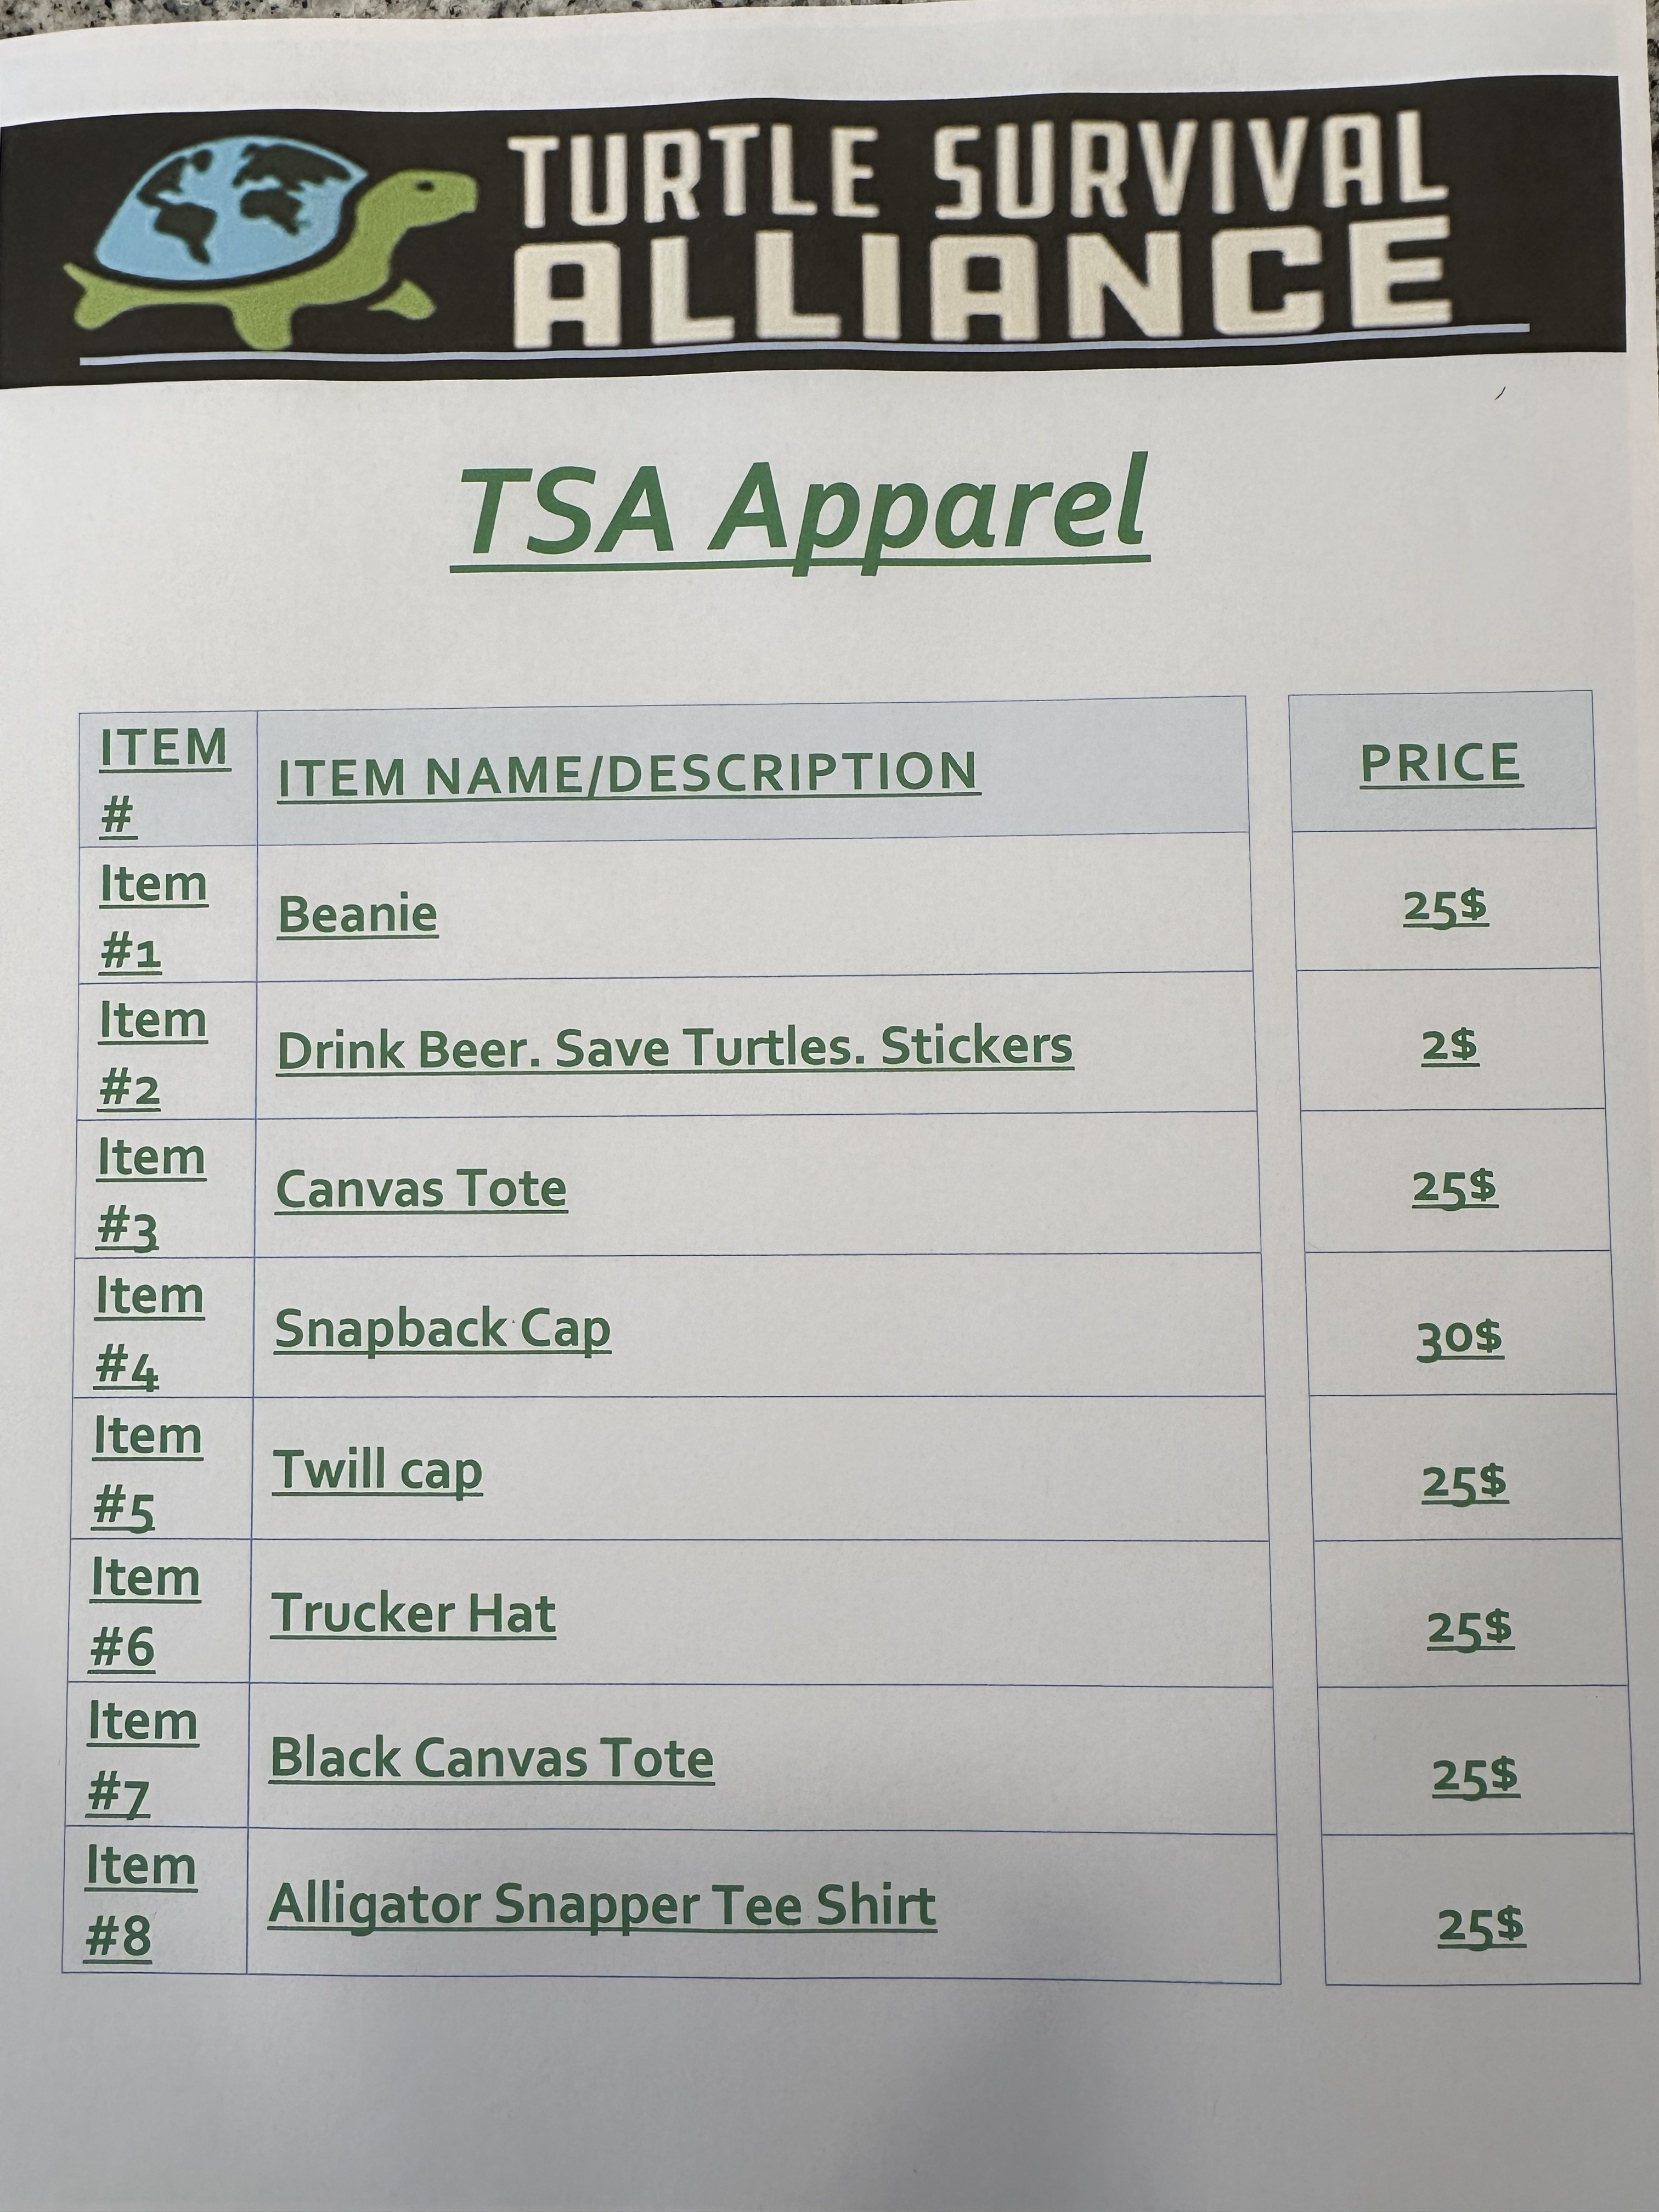 TURTLE SURVIVAL
ALLIANCE
TSA Apparel
ITEM
#
ITEM NAME/DESCRIPTION
PRICE
Item
#1
Beanie
25$
Item
#2
Drink Beer. Save Turtles. Stickers
2$
Item
#3
Canvas Tote
25$
Item
#4
Snapback Cap
30$
Item
#5
Twill cap
25$
Item
#6
Trucker Hat
25$
Item
#7
Black Canvas Tote
25$
Item
#8
Alligator Snapper Tee Shirt
25$